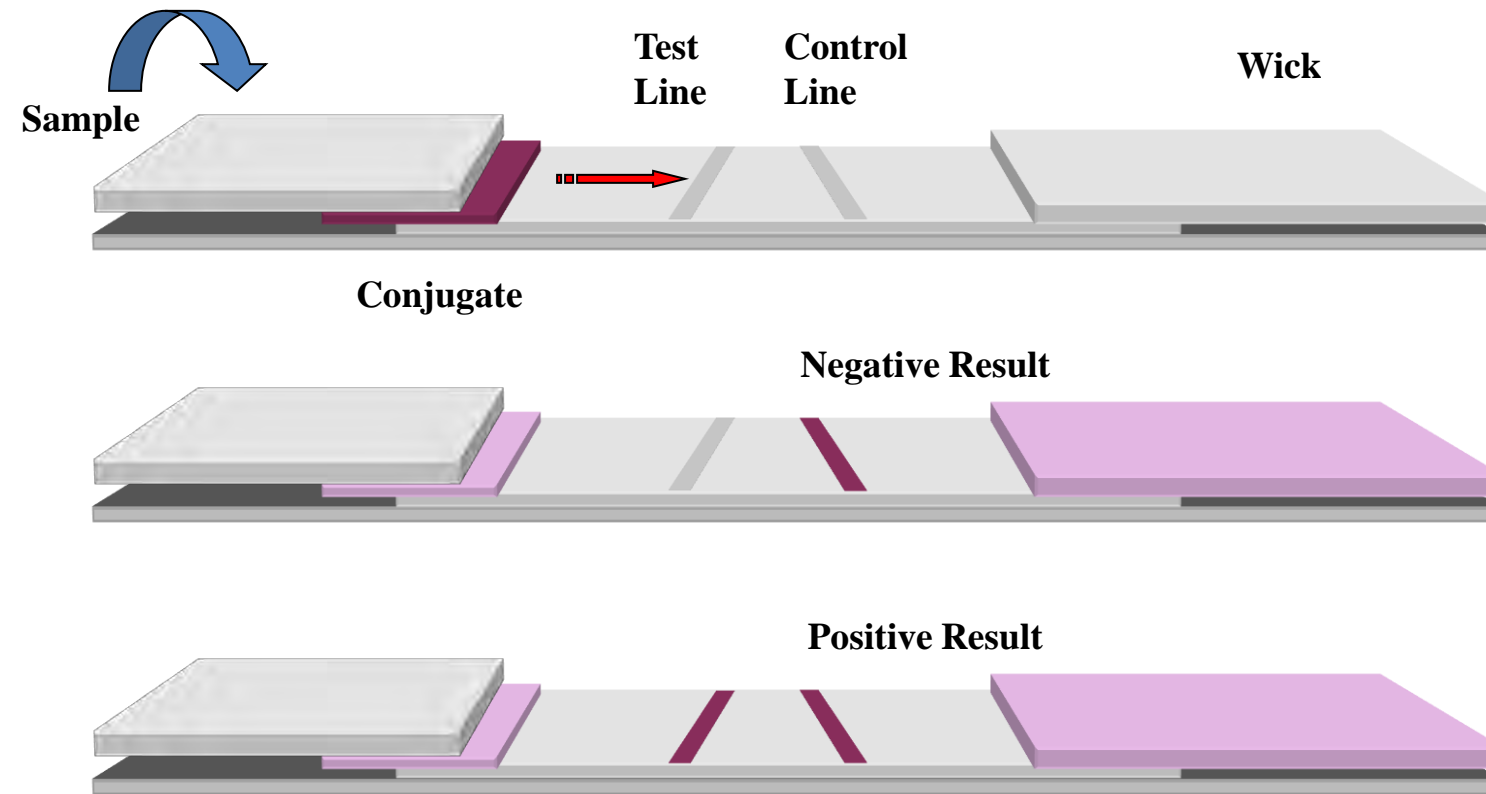 Sample
Test
Line
Control
Line
Wick
Conjugate
Negative Result
Positive Result